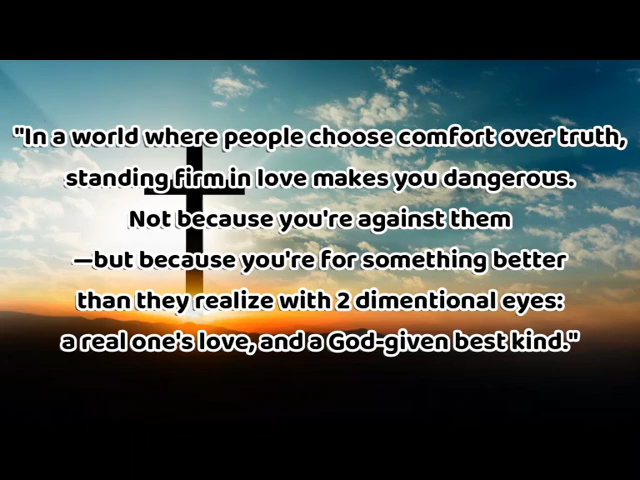 "In a world where people choose comfort over truth,
standing firm in love makes you dangerous.
Not because you're against them
—but because you're for something better
than they realize with 2 dimentional eyes:
a real one's love, and a God-given best kind."